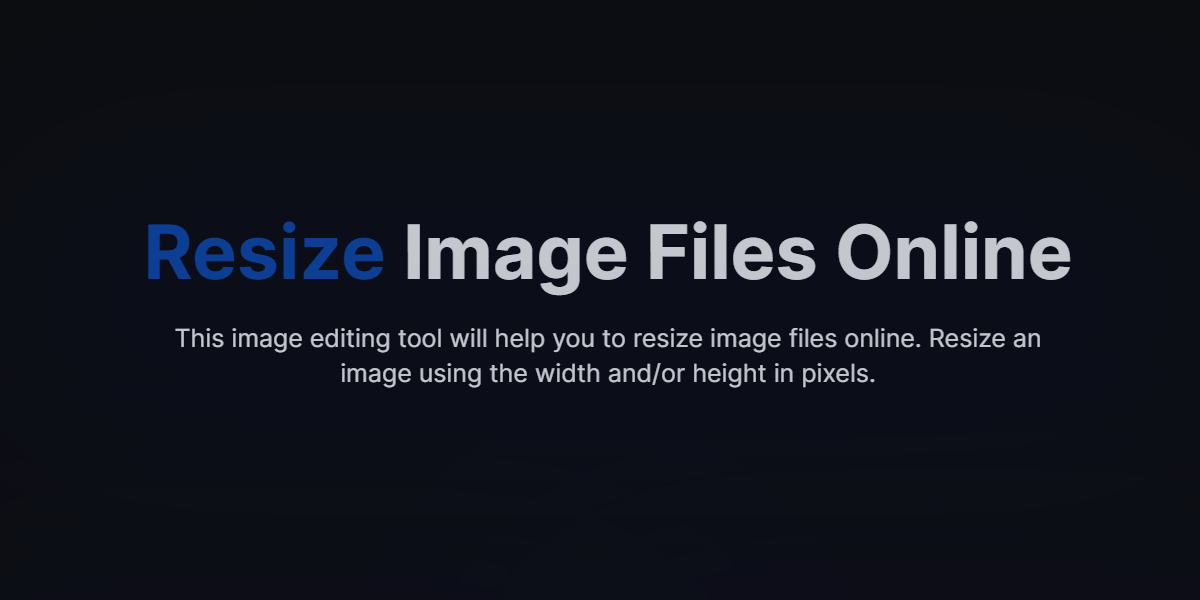 Resize Image Files Online
This image editing tool will help you to resize image files online. Resize an
image using the width and/or height in pixels.